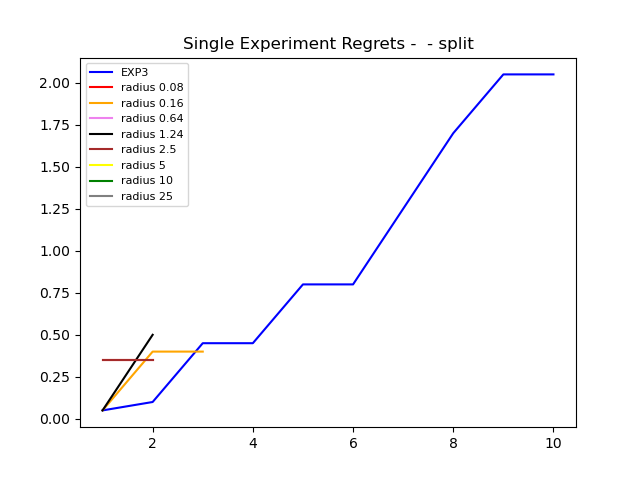 Single Experiment Regrets -  - split
EXP3
radius 0.08
radius 0.16
radius 0.64
radius 1.24
radius 2.5
radius 5
radius 10
radius 25
2.00
1.75
1.50
1.25
1.00
0.75
0.50
0.25
0.00
2 4 6 8 10